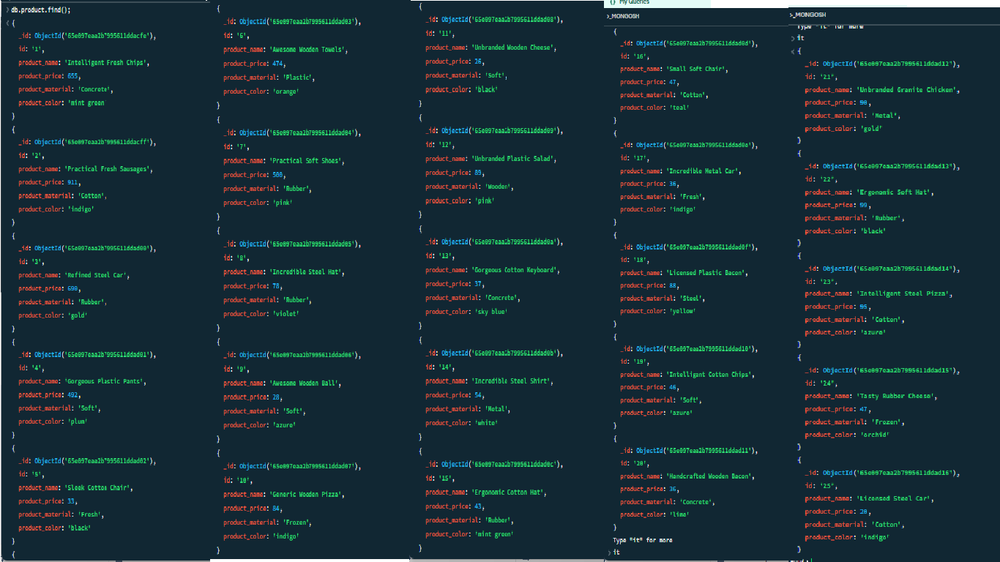 db.product.find();
{
_id: ObjectId('65e097eaa2b7995611ddacfe'),
id: '1',
product_name: 'Intelligent Fresh Chips',
product_price: 655,
product_material: 'Concrete',
product_color: 'mint green'
}
{
_id: ObjectId('65e097eaa2b7995611ddacff'),
id: '2',
product_name: 'Practical Fresh Sausages',
product_price: 911,
product_material: 'Cotton',
product_color: 'indigo'
}
{
_id: ObjectId('65e097eaa2b7995611ddad00'),
id: '3',
product_name: 'Refined Steel Car',
product_price: 690,
product_material: 'Rubber',
product_color: 'gold'
}
{
_id: ObjectId('65e097eaa2b7995611ddad01'),
id: '4',
product_name: 'Gorgeous Plastic Pants',
product_price: 492,
product_material: 'Soft',
product_color: 'plum'
}
{
_id: ObjectId('65e097eaa2b7995611ddad02'),
id: '5',
product_name: 'Sleek Cotton Chair',
product_price: 33,
product_material: 'Fresh',
product_color: 'black'
}
{
{
_id: ObjectId('65e097eaa2b7995611ddad03'),
id: '6',
product_name: 'Awesome Wooden Towels',
product_price: 474,
product_material: 'Plastic',
product_color: 'orange'
}
{
_id: ObjectId('65e097eaa2b7995611ddad04'),
id: '7',
product_name: 'Practical Soft Shoes',
product_price: 500,
product_material: 'Rubber',
product_color: 'pink'
}
{
_id: ObjectId('65e097eaa2b7995611ddad05'),
id: '8',
product_name: 'Incredible Steel Hat',
product_price: 78,
product_material: 'Rubber',
product_color: 'violet'
}
{
_id: ObjectId('65e097eaa2b7995611ddad06'),
id: '9',
product_name: 'Awesome Wooden Ball',
product_price: 28,
product_material: 'Soft',
product_color: 'azure'
}
{
_id: ObjectId('65e097eaa2b7995611ddad07'),
id: '10',
product_name: 'Generic Wooden Pizza',
product_price: 84,
product_material: 'Frozen',
product_color: 'indigo'
}
{
_id: ObjectId('65e097eaa2b7995611ddad08'),
id: '11',
product_name: 'Unbranded Wooden Cheese',
product_price: 26,
product_material: 'Soft',
product_color: 'black'
}
{
_id: ObjectId('65e097eaa2b7995611ddad09'),
id: '12',
product_name: 'Unbranded Plastic Salad',
product_price: 89,
product_material: 'Wooden',
product_color: 'pink'
}
{
_id: ObjectId('65e097eaa2b7995611ddad0a'),
id: '13',
product_name: 'Gorgeous Cotton Keyboard',
product_price: 37,
product_material: 'Concrete',
product_color: 'sky blue'
}
{
_id: ObjectId('65e097eaa2b7995611ddad0b'),
id: '14',
product_name: 'Incredible Steel Shirt',
product_price: 54,
product_material: 'Metal',
product_color: 'white'
}
{
_id: ObjectId('65e097eaa2b7995611ddad0c'),
id: '15',
product_name: 'Ergonomic Cotton Hat',
product_price: 43,
product_material: 'Rubber',
product_color: 'mint green'
}
{} My Queries
>_MONGOSH
{
_id: ObjectId('65e097eaa2b7995611ddad0d'),
id: '16',
product_name: 'Small Soft Chair',
product_price: 47,
product_material: 'Cotton',
product_color: 'teal'
}
{
_id: ObjectId('65e097eaa2b7995611ddad0e'),
id: '17',
product_name: 'Incredible Metal Car',
product_price: 36,
product_material: 'Fresh',
product_color: 'indigo'
}
{
_id: ObjectId('65e097eaa2b7995611ddad0f'),
id: '18',
product_name: 'Licensed Plastic Bacon',
product_price: 88,
product_material: 'Steel',
product_color: 'yellow'
}
{
_id: ObjectId('65e097eaa2b7995611ddad10'),
id: '19',
product_name: 'Intelligent Cotton Chips',
product_price: 46,
product_material: 'Soft',
product_color: 'azure'
}
{
_id: ObjectId('65e097eaa2b7995611ddad11'),
id: '20',
product_name: 'Handcrafted Wooden Bacon',
product_price: 36,
product_material: 'Concrete',
product_color: 'lime'
}
Type "it" for more
it
>_MONGOSH
Type "it" for more
it
{
_id: ObjectId("65e097eaa2b7995611ddad12"),
id: "21",
product_name: "Unbranded Granite Chicken",
product_price: 90,
product_material: "Metal",
product_color: "gold"
}
{
_id: ObjectId("65e097eaa2b7995611ddad13"),
id: "22",
product_name: "Ergonomic Soft Hat",
product_price: 99,
product_material: "Rubber",
product_color: "black"
}
{
_id: ObjectId("65e097eaa2b7995611ddad14"),
id: "23",
product_name: "Intelligent Steel Pizza",
product_price: 95,
product_material: "Cotton",
product_color: "azure"
}
{
_id: ObjectId("65e097eaa2b7995611ddad15"),
id: "24",
product_name: "Tasty Rubber Cheese",
product_price: 47,
product_material: "Frozen",
product_color: "orchid"
}
{
_id: ObjectId("65e097eaa2b7995611ddad16"),
id: "25",
product_name: "Licensed Steel Car",
product_price: 20,
product_material: "Cotton",
product_color: "indigo"
}